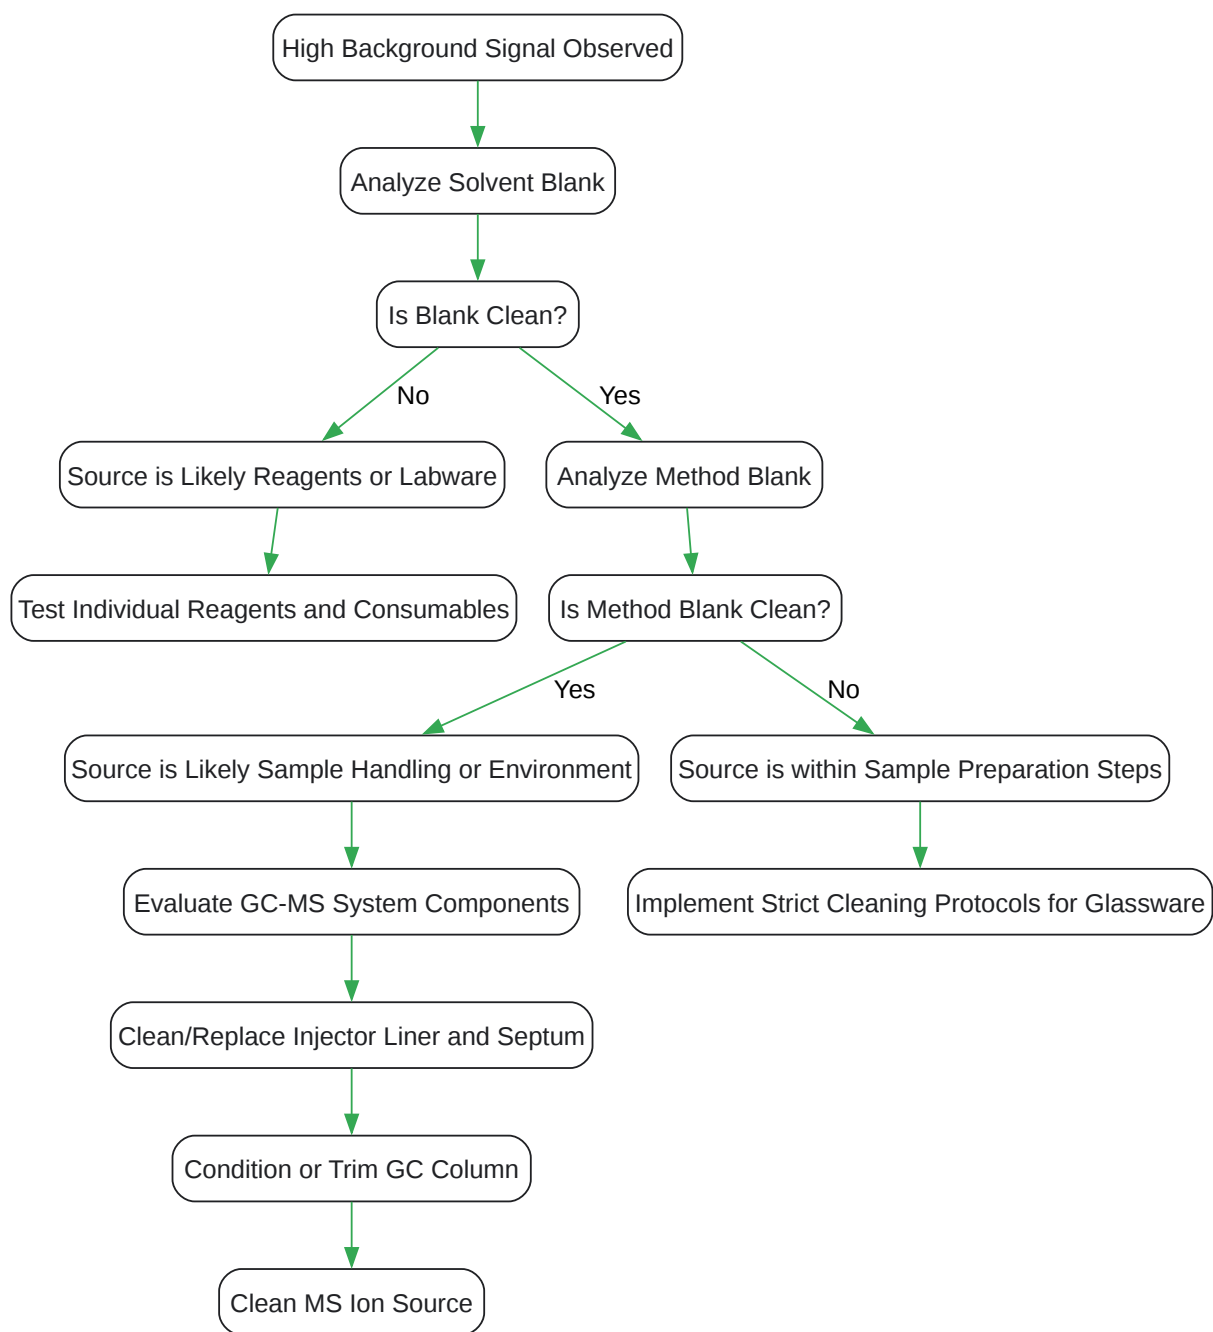 High Background Signal Observed
Analyze Solvent Blank
Is Blank Clean?
No
Yes
Source is Likely Reagents or Labware
Analyze Method Blank
Test Individual Reagents and Consumables
Is Method Blank Clean?
Yes
No
Source is Likely Sample Handling or Environment
Source is within Sample Preparation Steps
Evaluate GC-MS System Components
Implement Strict Cleaning Protocols for Glassware
Clean/Replace Injector Liner and Septum
Condition or Trim GC Column
Clean MS Ion Source